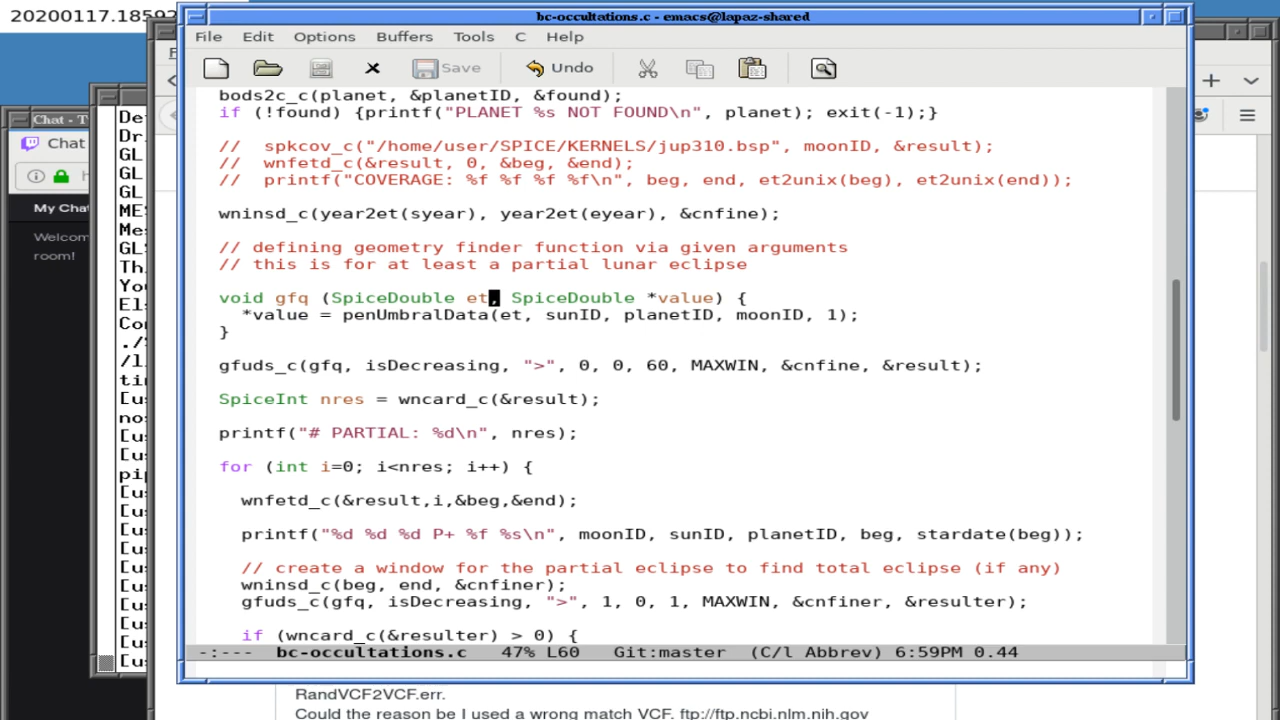 20200117.18592
bc-occultations.c - emacs@lapaz-shared
File Edit Options Buffers Tools C Help
Save Undo
Chat - T
Chat
My Cha
Welcom
room!
De
Dr.
GL
GL
GL
ME
Me
GL
Th
Yo
El
Co
./
/l
ti
[u
no
[u
pi
[u
[u
[u
[u
[u
[u
[u
[u
[u
[u
bods2c_c(planet, &planetID, &found);
if (!found) {printf("PLANET %s NOT FOUND\n", planet); exit(-1);}
//  spkcov_c("/home/user/SPICE/KERNELS/jup310.bsp", moonID, &result);
//  wnfetd_c(&result, 0, &beg, &end);
//  printf("COVERAGE: %f %f %f %f\n", beg, end, et2unix(beg), et2unix(end));
wninsd_c(year2et(syear), year2et(eyear), &cnfine);
// defining geometry finder function via given arguments
// this is for at least a partial lunar eclipse
void gfq (SpiceDouble et, SpiceDouble *value) {
*value = penUmbralData(et, sunID, planetID, moonID, 1);
}
gfuds_c(gfq, isDecreasing, ">", 0, 0, 60, MAXWIN, &cnfine, &result);
SpiceInt nres = wncard_c(&result);
printf("# PARTIAL: %d\n", nres);
for (int i=0; i<nres; i++) {
wnfetd_c(&result,i,&beg,&end);
printf("%d %d %d P+ %f %s\n", moonID, sunID, planetID, beg, stardate(beg));
// create a window for the partial eclipse to find total eclipse (if any)
wninsd_c(beg, end, &cnfiner);
gfuds_c(gfq, isDecreasing, ">", 1, 0, 1, MAXWIN, &cnfiner, &resulter);
if (wncard_c(&resulter) > 0) {
-:---  bc-occultations.c   47% L60   Git:master  (C/l Abbrev) 6:59PM 0.44
RandVCF2VCF.err.
Could the reason be I used a wrong match VCF. ftp://ftp.ncbi.nlm.nih.gov